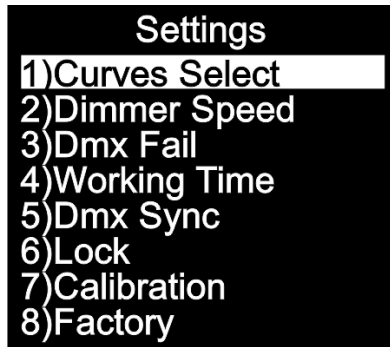 Settings
1)Curves Select
2)Dimmer Speed
3)Dmx Fail
4)Working Time
5)Dmx Sync
6)Lock
7)Calibration
8)Factory